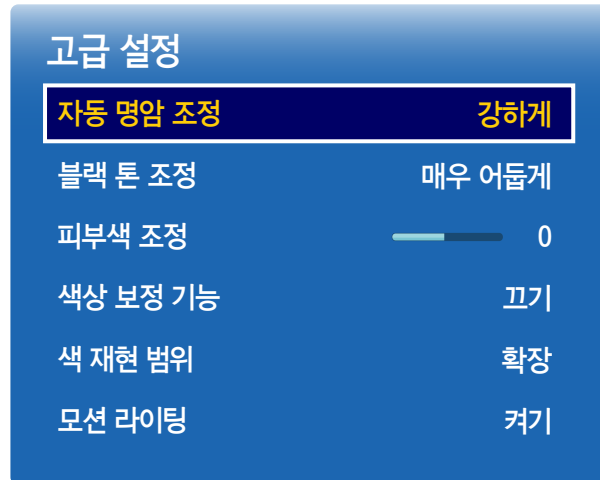 고급 설정
자동 명암 조정 강하게
블랙 톤 조정 매우 어둡게
피부색 조정 0
색상 보정 기능 끄기
색 재현 범위 확장
모션 라이팅 켜기